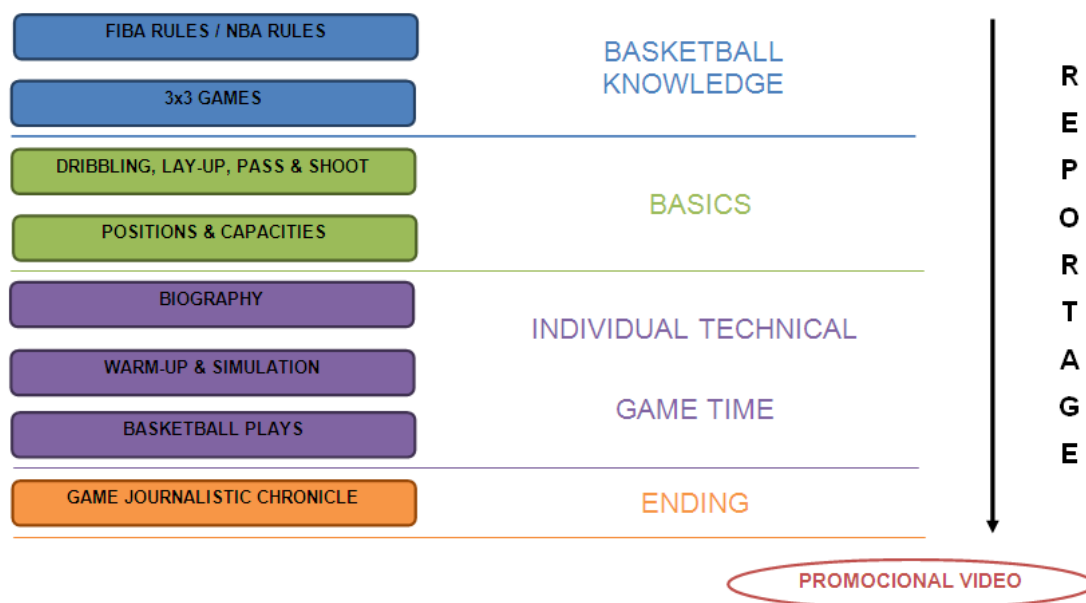 FIBA RULES / NBA RULES
3x3 GAMES
BASKETBALL
KNOWLEDGE
DRIBBLING, LAY-UP, PASS & SHOOT
POSITIONS & CAPACITIES
BASICS
BIOGRAPHY
WARM-UP & SIMULATION
BASKETBALL PLAYS
INDIVIDUAL TECHNICAL
GAME TIME
GAME JOURNALISTIC CHRONICLE
ENDING
REPORTAGE
PROMOCIONAL VIDEO